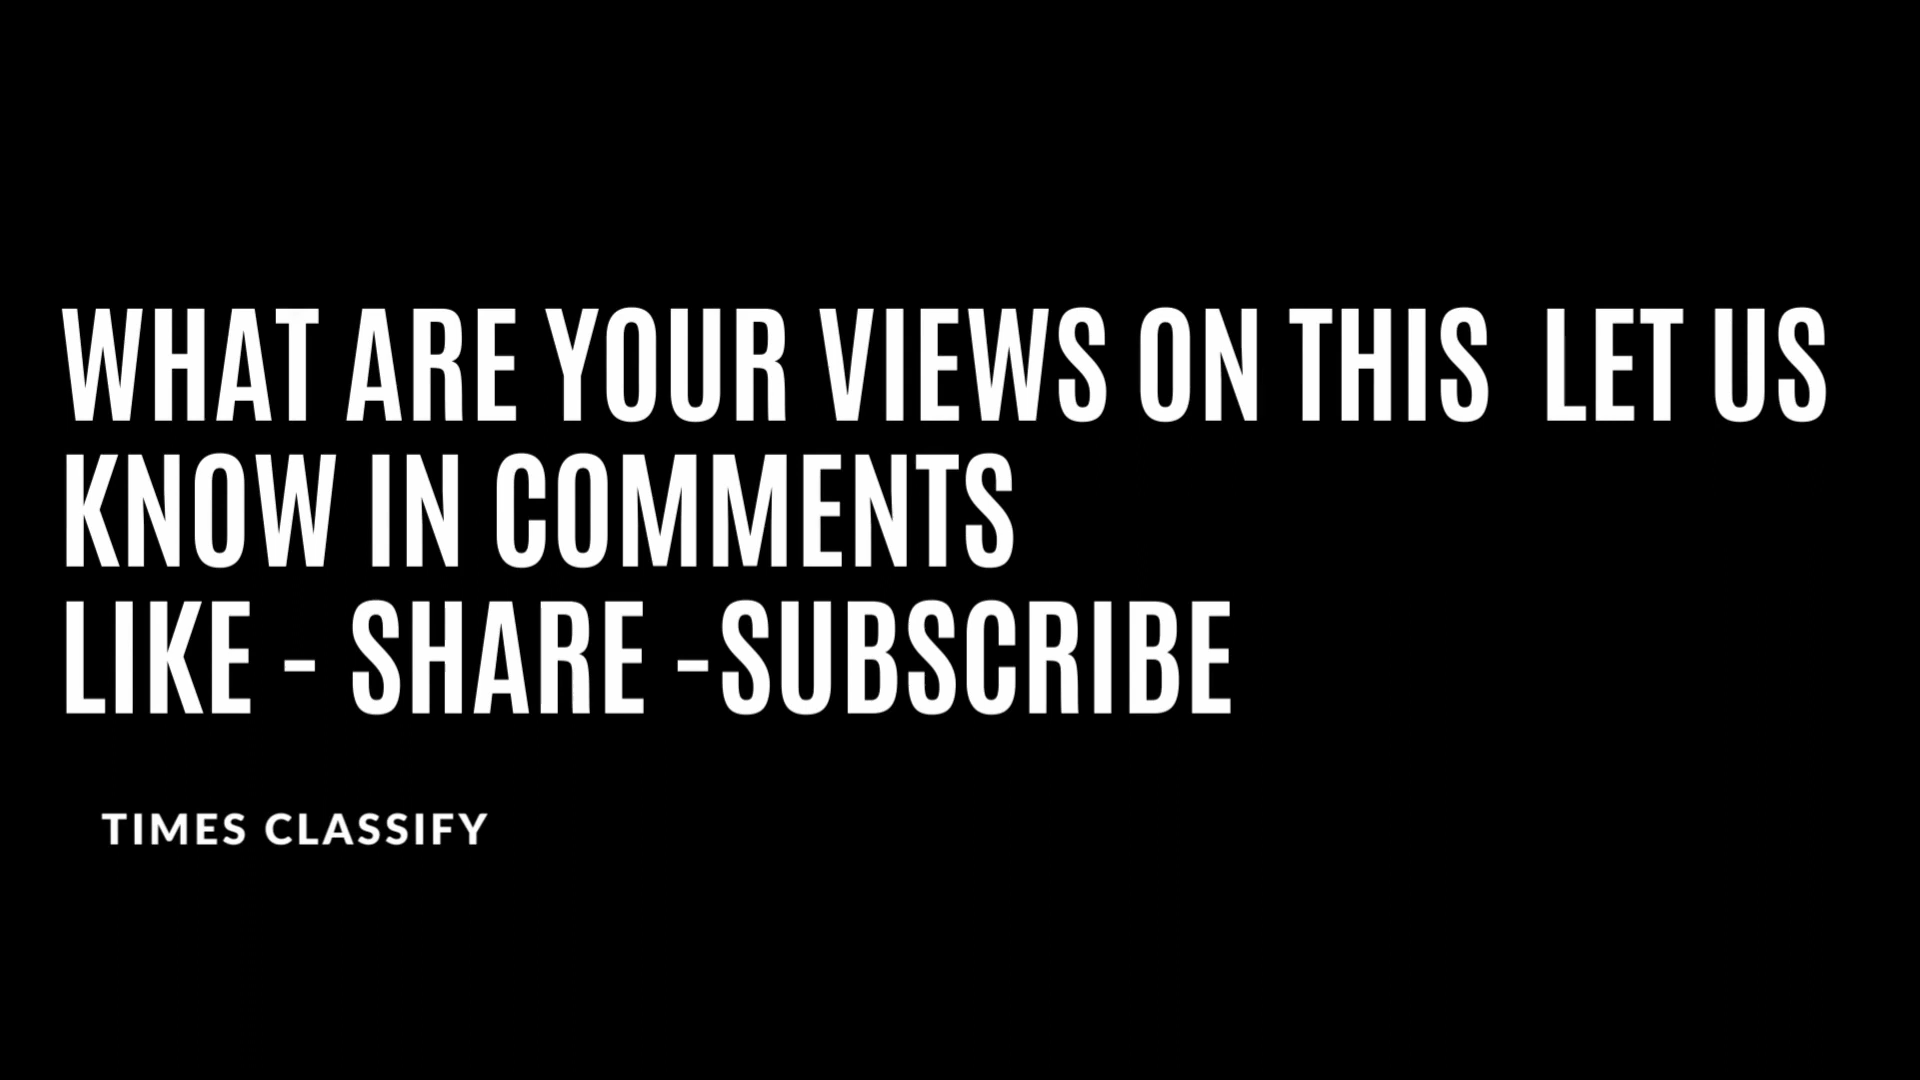 WHAT ARE YOUR VIEWS ON THIS  LET US
KNOW IN COMMENTS
LIKE - SHARE -SUBSCRIBE
TIMES CLASSIFY